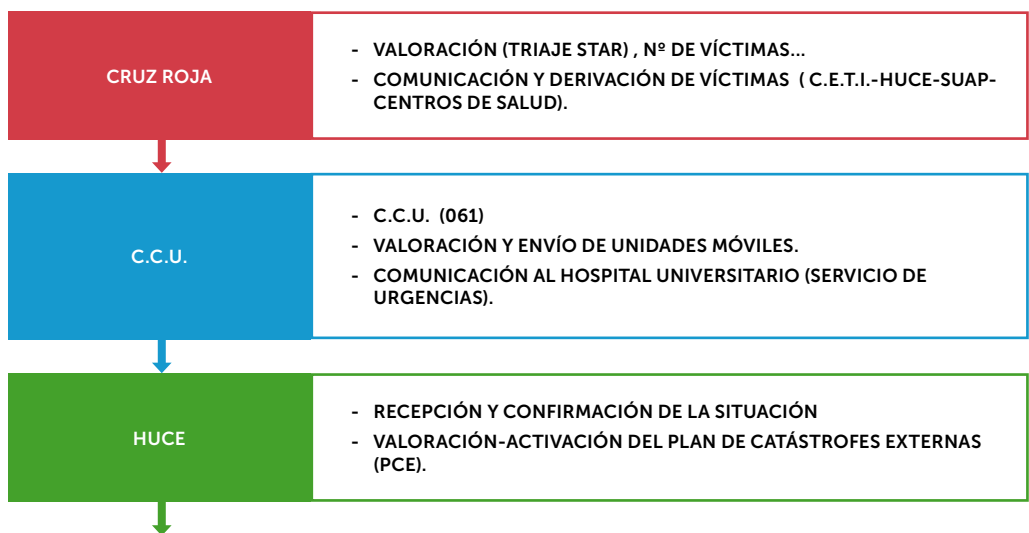 CRUZ ROJA
- VALORACIÓN (TRIAJE STAR) , Nº DE VÍCTIMAS...
- COMUNICACIÓN Y DERIVACIÓN DE VÍCTIMAS ( C.E.T.I.-HUCE-SUAP-
CENTROS DE SALUD).
C.C.U.
- C.C.U. (061)
- VALORACIÓN Y ENVÍO DE UNIDADES MÓVILES.
- COMUNICACIÓN AL HOSPITAL UNIVERSITARIO (SERVICIO DE
URGENCIAS).
HUCE
- RECEPCIÓN Y CONFIRMACIÓN DE LA SITUACIÓN
- VALORACIÓN-ACTIVACIÓN DEL PLAN DE CATÁSTROFES EXTERNAS
(PCE).